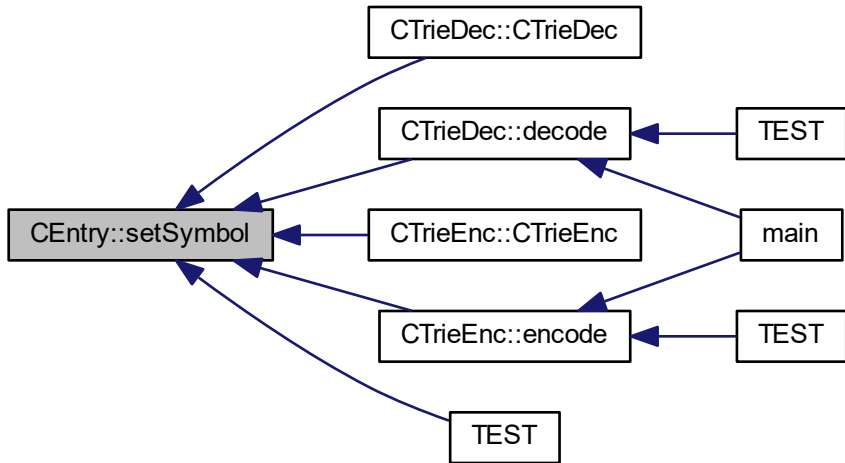 CTrieDec::CTrieDec
CTrieDec::decode
TEST
CEntry::setSymbol
CTrieEnc::CTrieEnc
main
CTrieEnc::encode
TEST
TEST